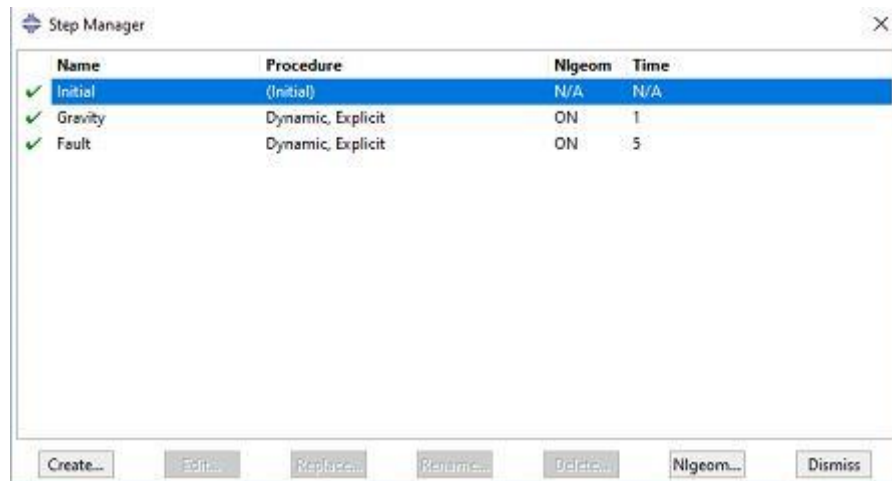 Step Manager
Name Procedure Nlgeom Time
Initial (Initial) N/A N/A
Gravity Dynamic, Explicit ON 1
Fault Dynamic, Explicit ON 5
Create... Edit... Replace... Rename... Delete... Nlgeom... Dismiss